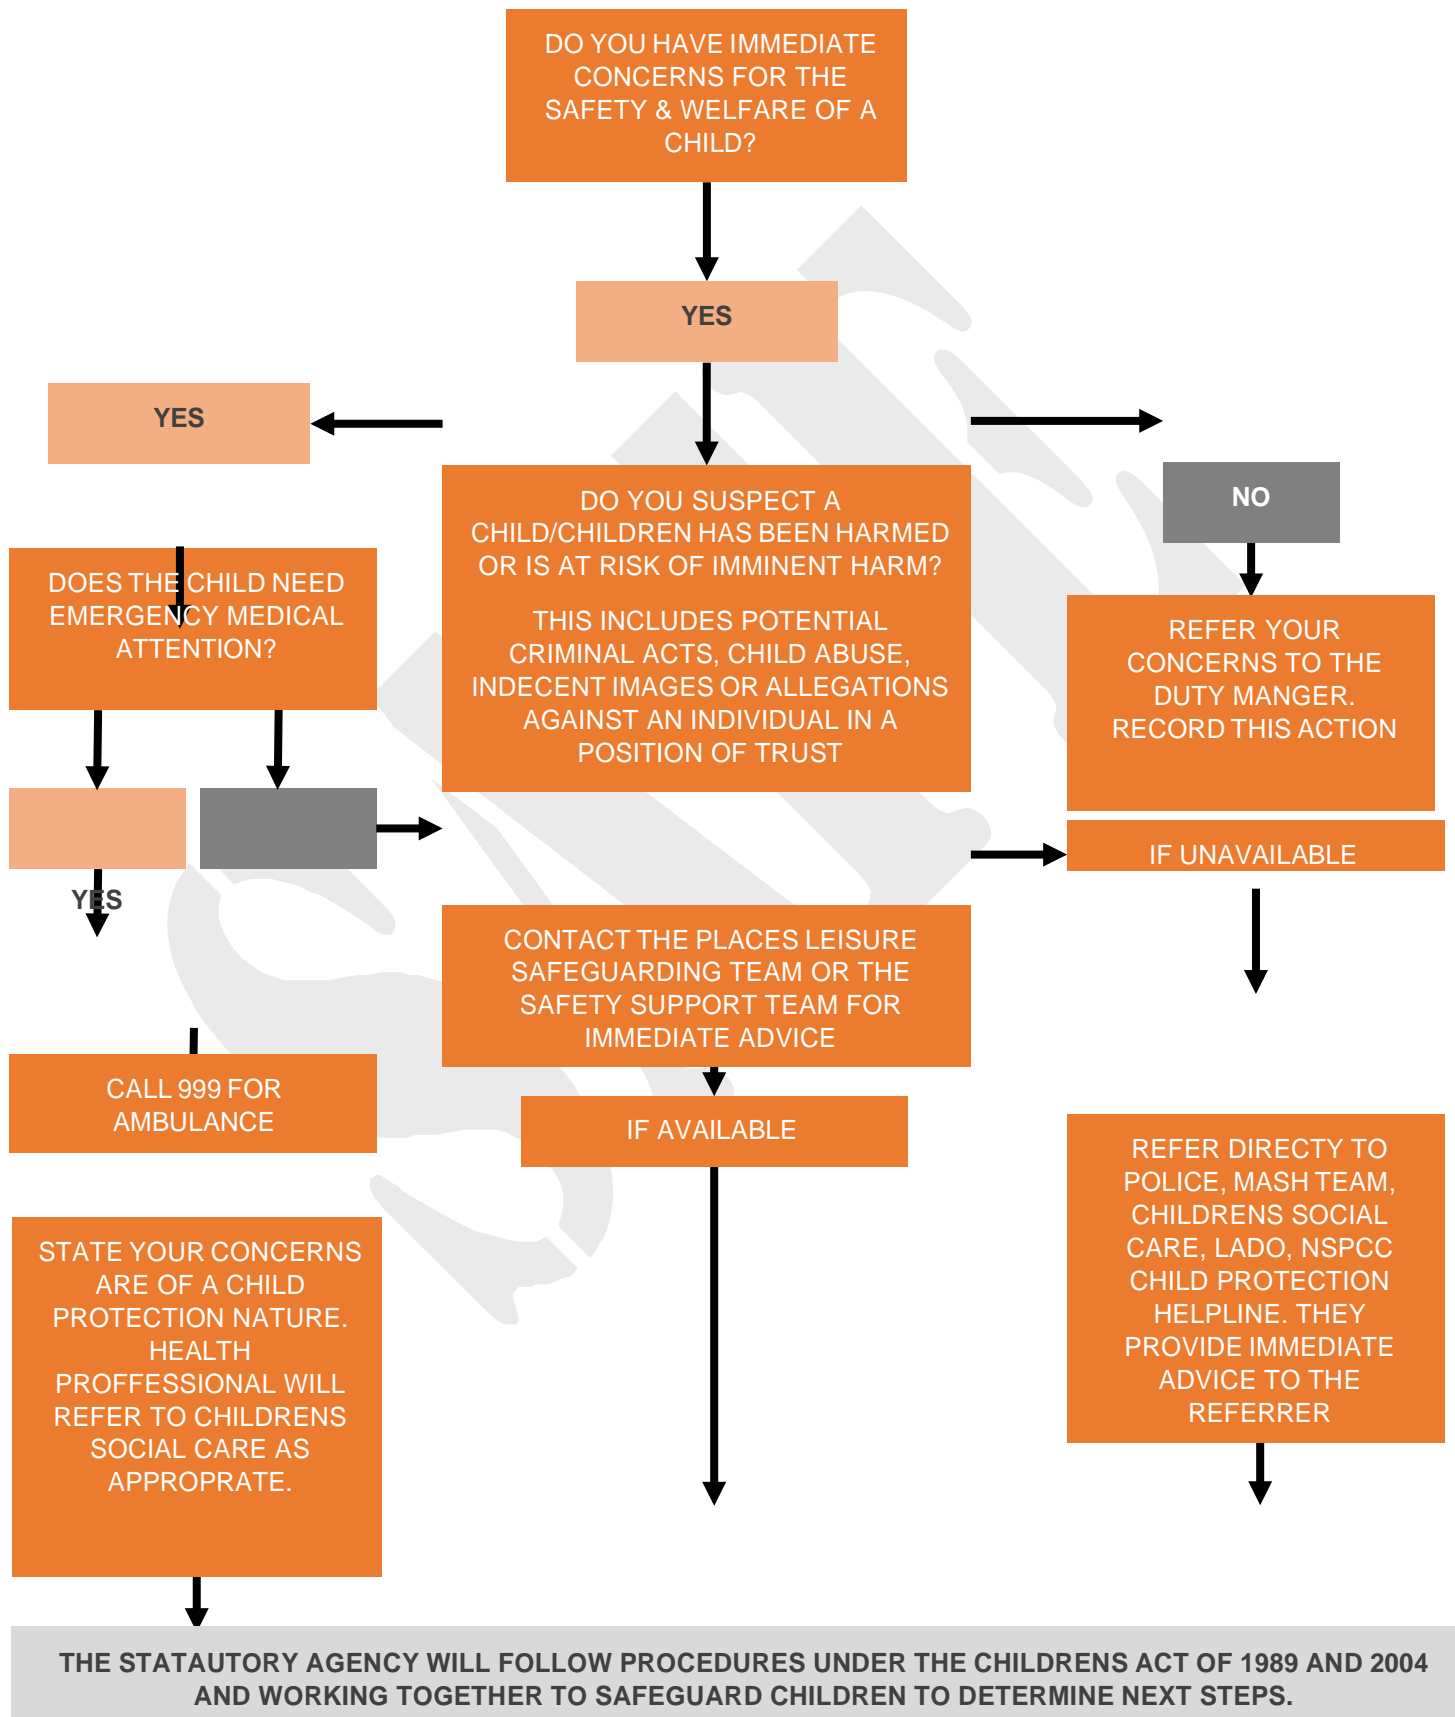 DO YOU HAVE IMMEDIATE
CONCERNS FOR THE
SAFETY & WELFARE OF A
CHILD?
YES
YES
DO YOU SUSPECT A
CHILD/CHILDREN HAS BEEN HARMED
OR IS AT RISK OF IMMINENT HARM?
THIS INCLUDES POTENTIAL
CRIMINAL ACTS, CHILD ABUSE,
INDECENT IMAGES OR ALLEGATIONS
AGAINST AN INDIVIDUAL IN A
POSITION OF TRUST
NO
DOES THE CHILD NEED
EMERGENCY MEDICAL
ATTENTION?
REFER YOUR
CONCERNS TO THE
DUTY MANGER.
RECORD THIS ACTION
IF UNAVAILABLE
YES
CONTACT THE PLACES LEISURE
SAFEGUARDING TEAM OR THE
SAFETY SUPPORT TEAM FOR
IMMEDIATE ADVICE
CALL 999 FOR
AMBULANCE
IF AVAILABLE
REFER DIRECTY TO
POLICE, MASH TEAM,
CHILDRENS SOCIAL
CARE, LADO, NSPCC
CHILD PROTECTION
HELPLINE. THEY
PROVIDE IMMEDIATE
ADVICE TO THE
REFERRER
STATE YOUR CONCERNS
ARE OF A CHILD
PROTECTION NATURE.
HEALTH
PROFFESSIONAL WILL
REFER TO CHILDRENS
SOCIAL CARE AS
APPROPRATE.
THE STATAUTORY AGENCY WILL FOLLOW PROCEDURES UNDER THE CHILDRENS ACT OF 1989 AND 2004
AND WORKING TOGETHER TO SAFEGUARD CHILDREN TO DETERMINE NEXT STEPS.